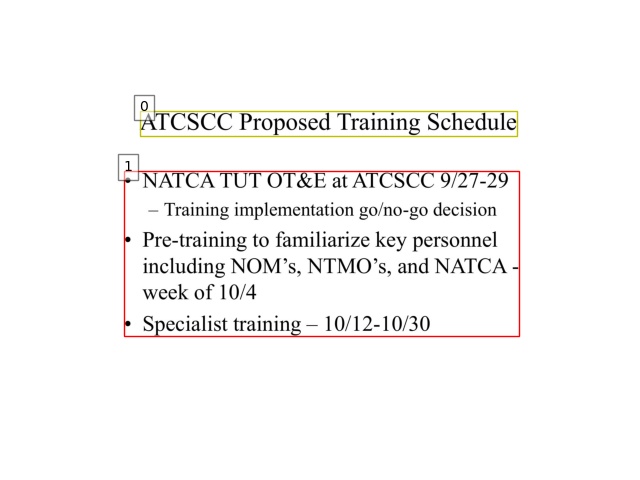 0
ATCSCC Proposed Training Schedule
1
• NATCA TUT OT&E at ATCSCC 9/27-29
– Training implementation go/no-go decision
• Pre-training to familiarize key personnel
including NOM’s, NTMO’s, and NATCA -
week of 10/4
• Specialist training – 10/12-10/30